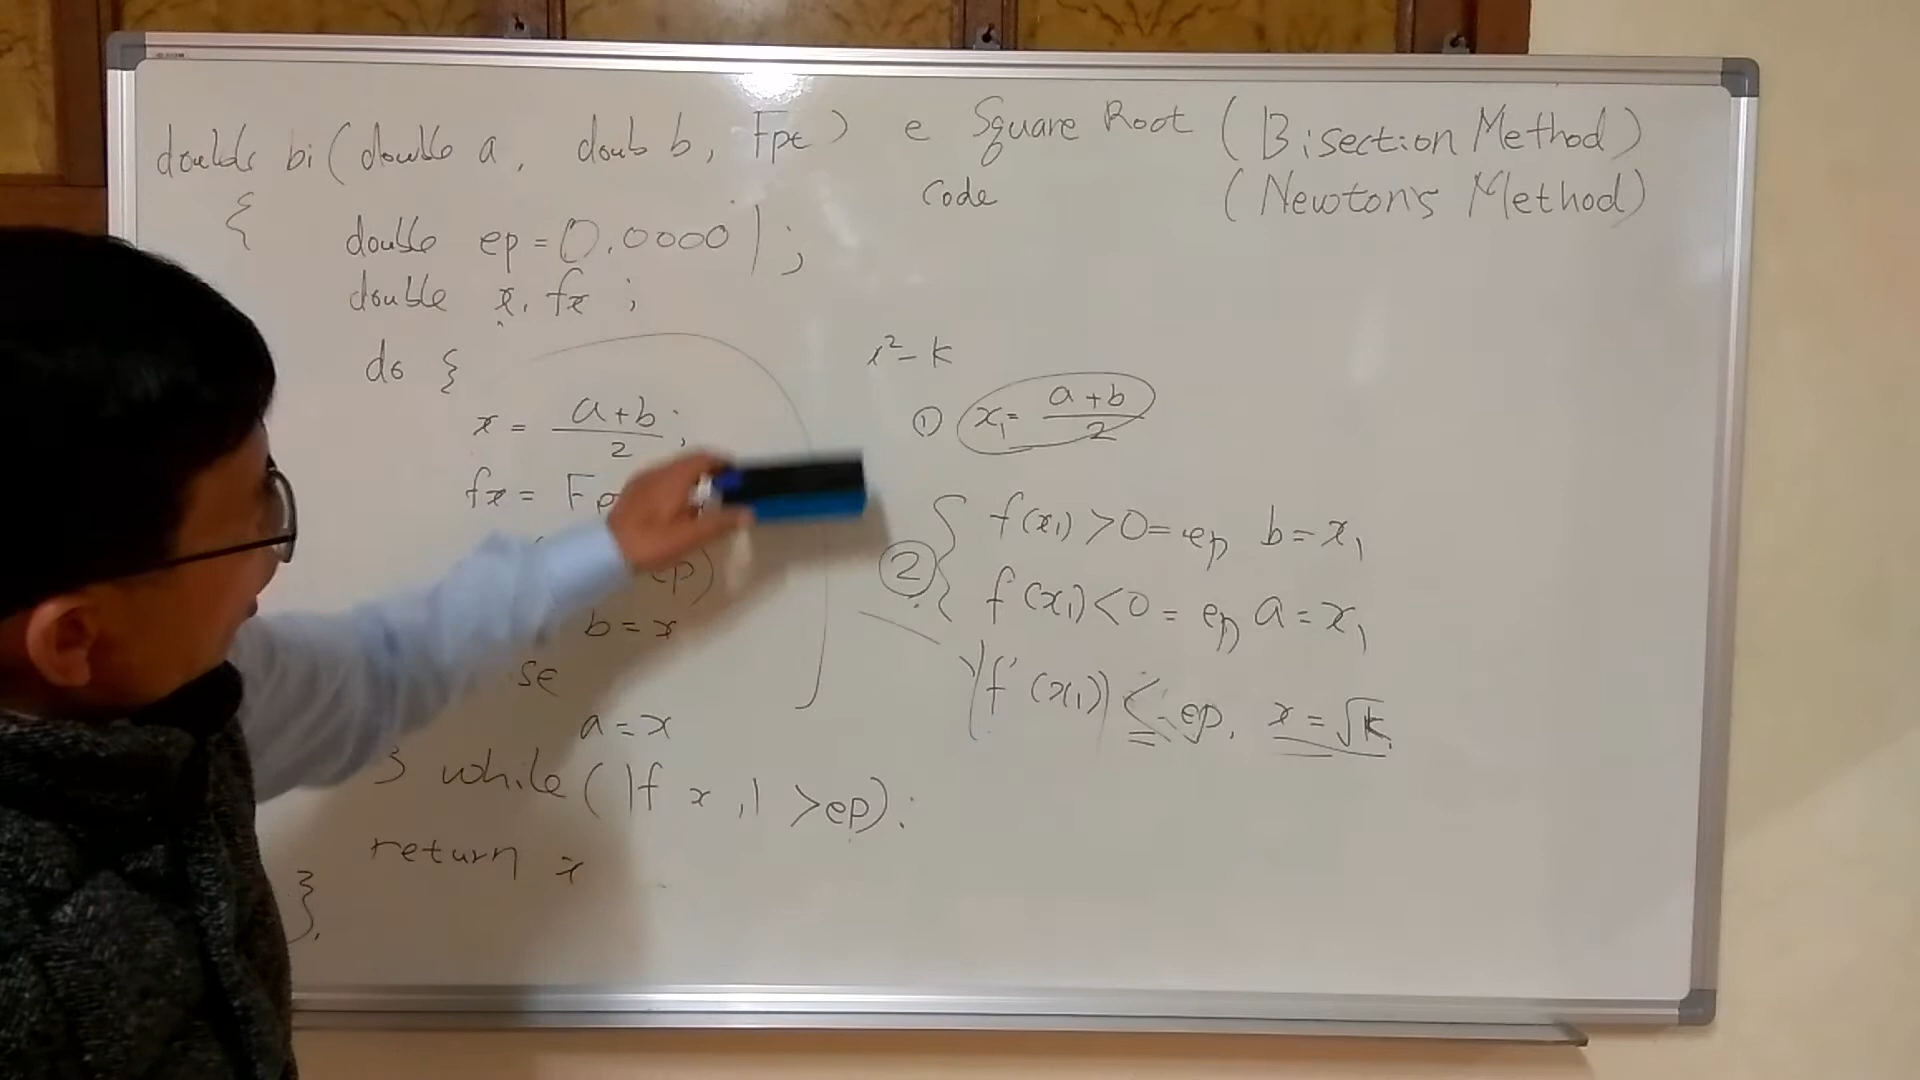 double bi(double a, doub b, Fpt) e Square Root (Bisection Method)
{ Code (Newton's Method)
double ep = 0.00001;
double x, fx;
do {
x = a+b/2;
fx = Fp
ep)
b = x
se
a = x
} while (|f x,| > ep);
return x
}.
x²-k
① x₁ = a+b/2
② { f(x₁) > 0 = ep b = x₁
{ f(x₁) < 0 = ep a = x₁
|f(x₁)| ≤ ep, x = √k.